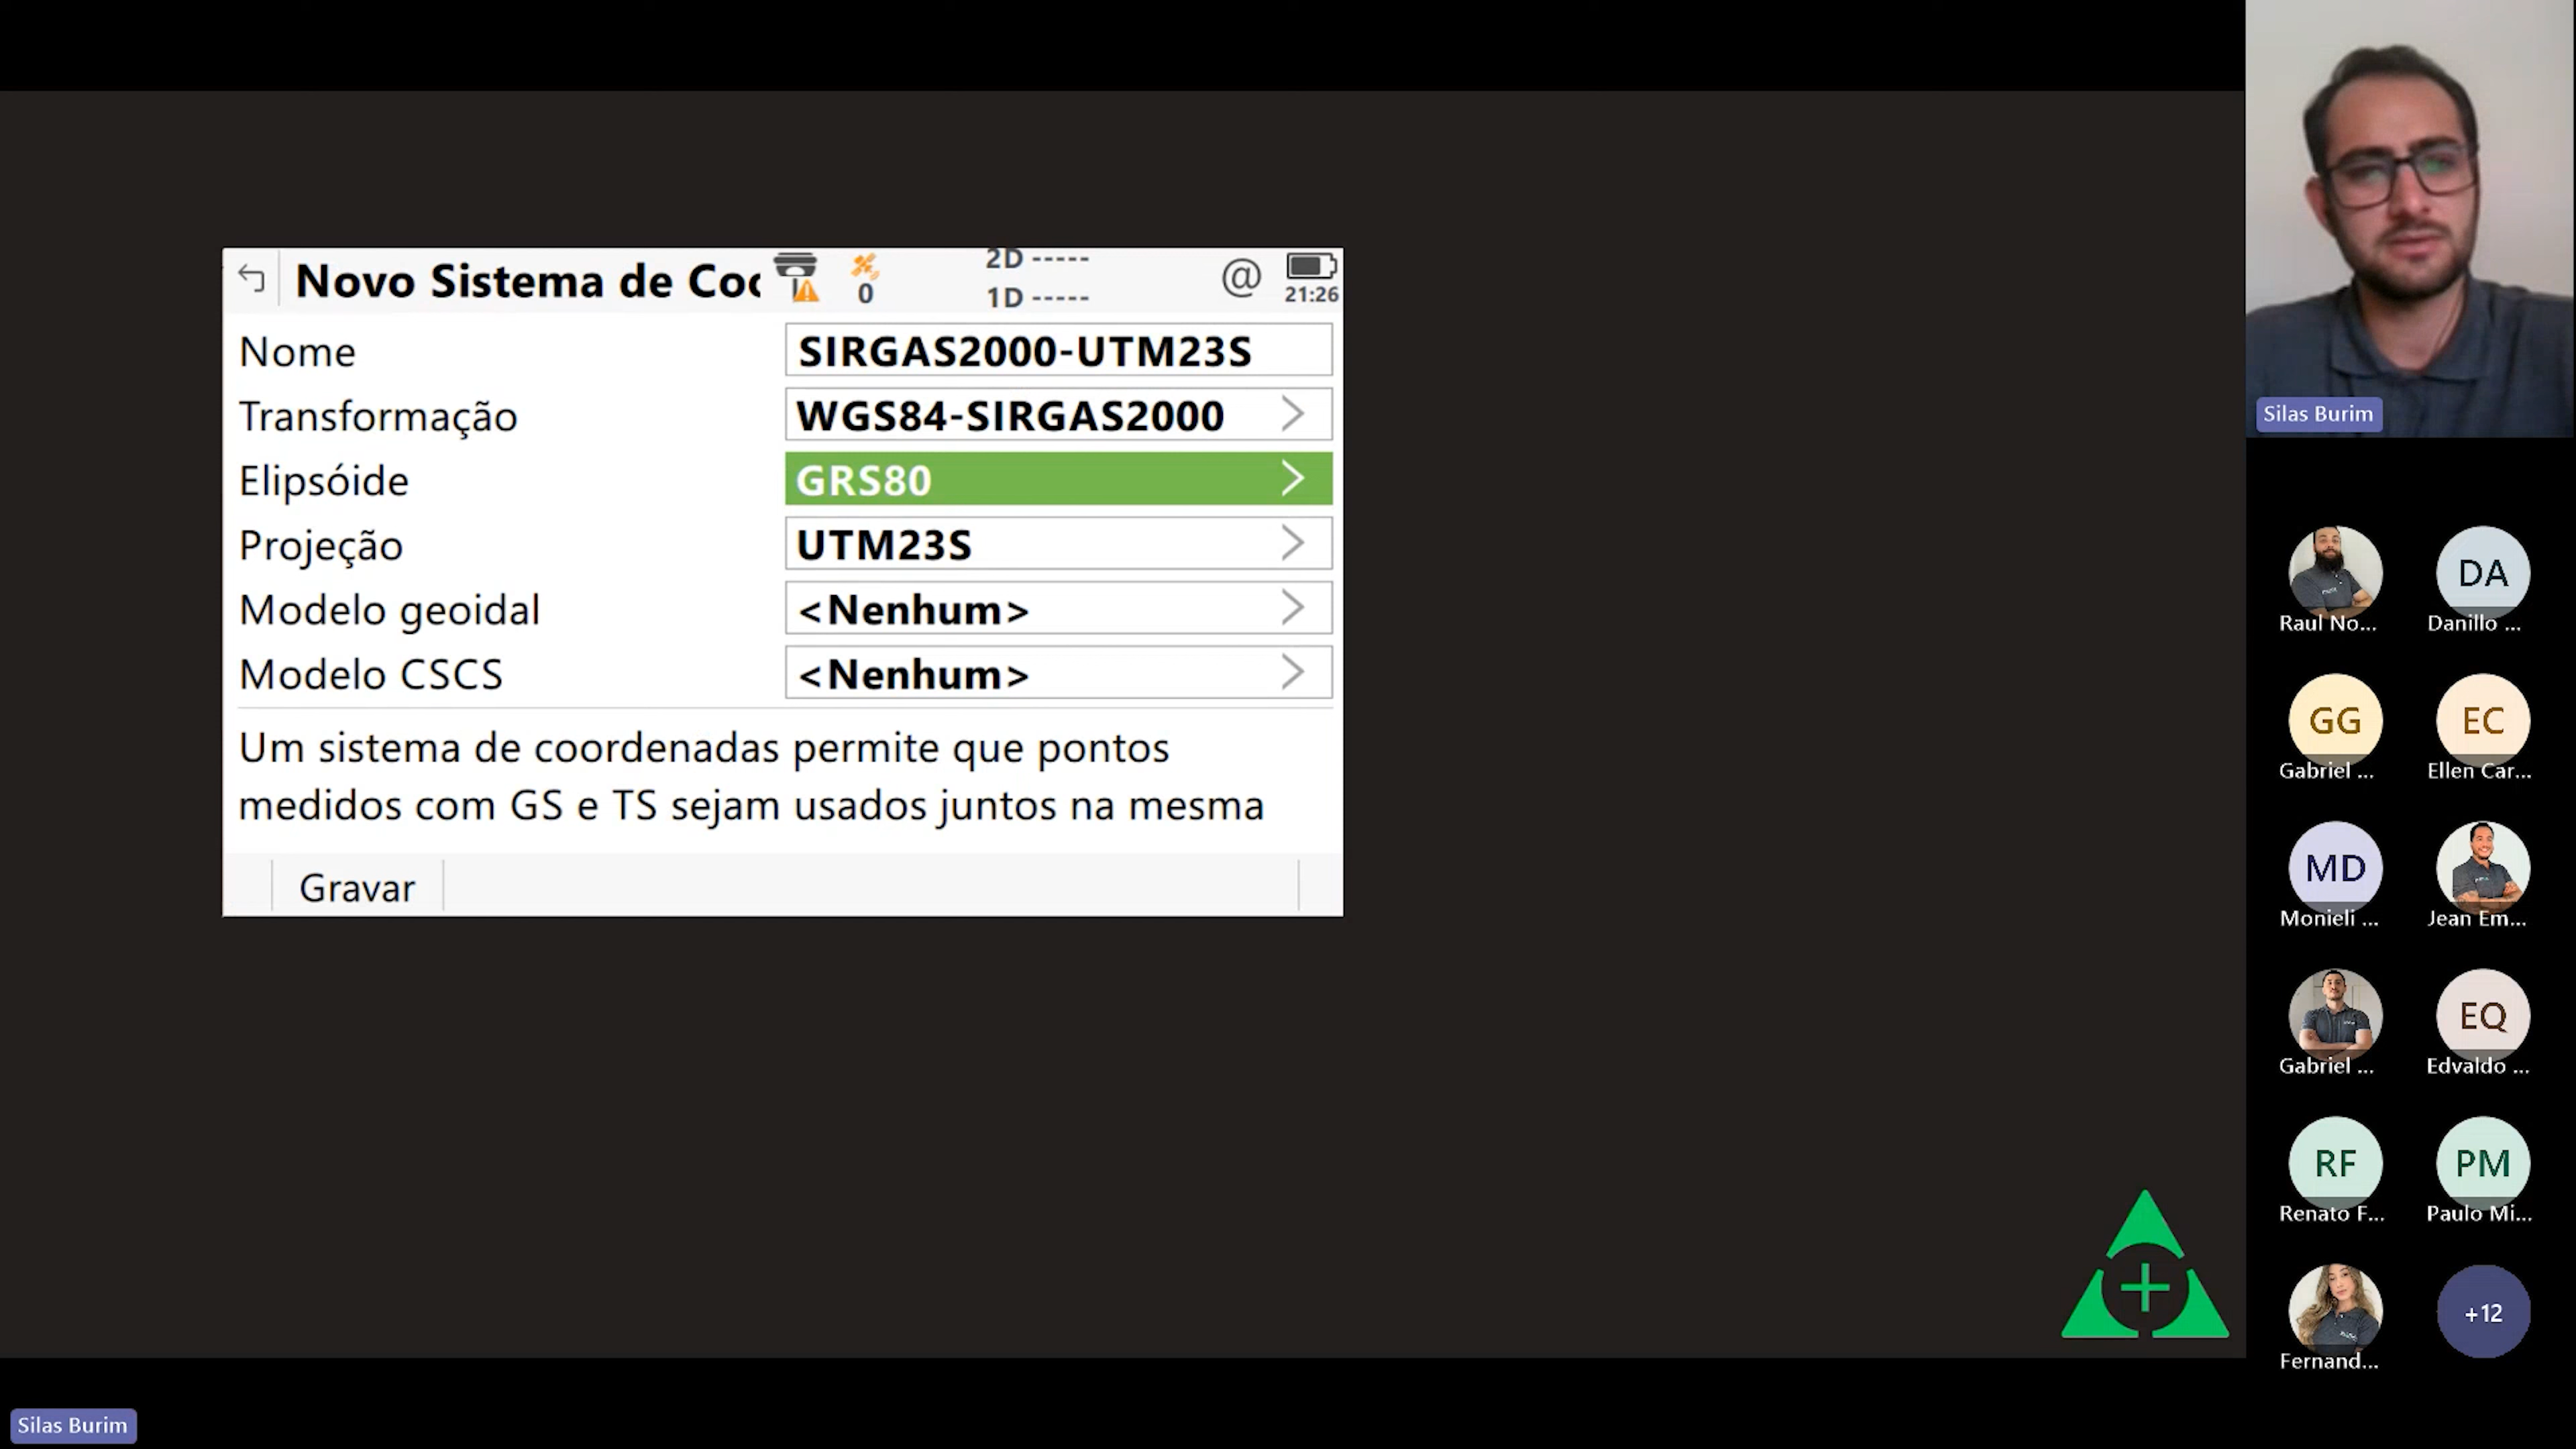 Novo Sistema de Coo
0
2D -----
1D -----
@
21:26
Nome
SIRGAS2000-UTM23S
Transformação
WGS84-SIRGAS2000
Elipsóide
GRS80
Projeção
UTM23S
Modelo geoidal
<Nenhum>
Modelo CSCS
<Nenhum>
Um sistema de coordenadas permite que pontos
medidos com GS e TS sejam usados juntos na mesma
Gravar
Silas Burim
Raul No...
DA
Danillo ...
GG
Gabriel ...
EC
Ellen Car...
MD
Monieli ...
Jean Em...
Gabriel ...
EQ
Edvaldo ...
RF
Renato F...
PM
Paulo Mi...
Fernand...
+12
Silas Burim